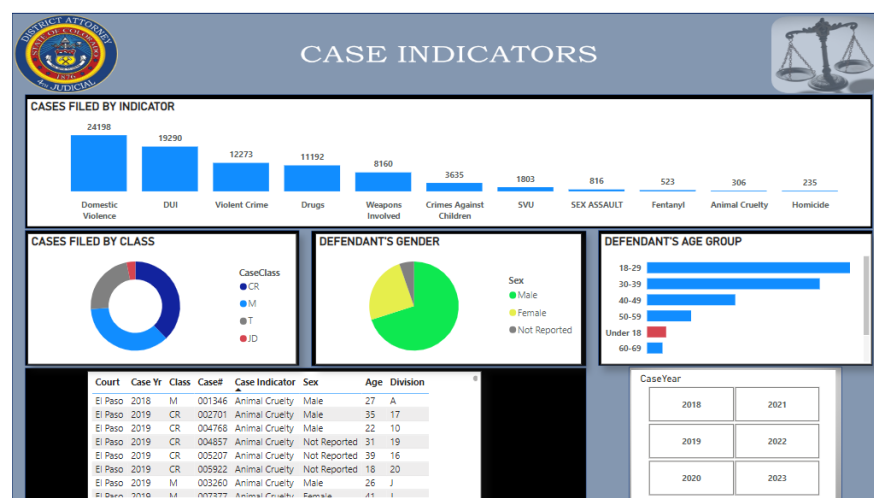 DISTRICT ATTORNEY
STATE OF COLORADO
1876
4TH JUDICIAL
CASE INDICATORS
CASES FILED BY INDICATOR
24198 19290 12273 11192 8160 3635 1803 816 523 306 235
Domestic Violence DUI Violent Crime Drugs Weapons Involved Crimes Against Children SVU SEX ASSAULT Fentanyl Animal Cruelty Homicide
CASES FILED BY CLASS
CaseClass
CR
M
T
JD
DEFENDANT'S GENDER
Sex
Male
Female
Not Reported
DEFENDANT'S AGE GROUP
18-29
30-39
40-49
50-59
Under 18
60-69
Court Case Yr Class Case# Case Indicator Sex Age Division
El Paso 2018 M 001346 Animal Cruelty Male 27 A
El Paso 2019 CR 002701 Animal Cruelty Male 35 17
El Paso 2019 CR 004768 Animal Cruelty Male 22 10
El Paso 2019 CR 004857 Animal Cruelty Not Reported 31 19
El Paso 2019 CR 005207 Animal Cruelty Not Reported 39 16
El Paso 2019 CR 005922 Animal Cruelty Not Reported 18 20
El Paso 2019 M 003260 Animal Cruelty Male 26 J
El Paso 2019 M 007377 Animal Cruelty Female 41 J
CaseYear
2018 2021
2019 2022
2020 2023